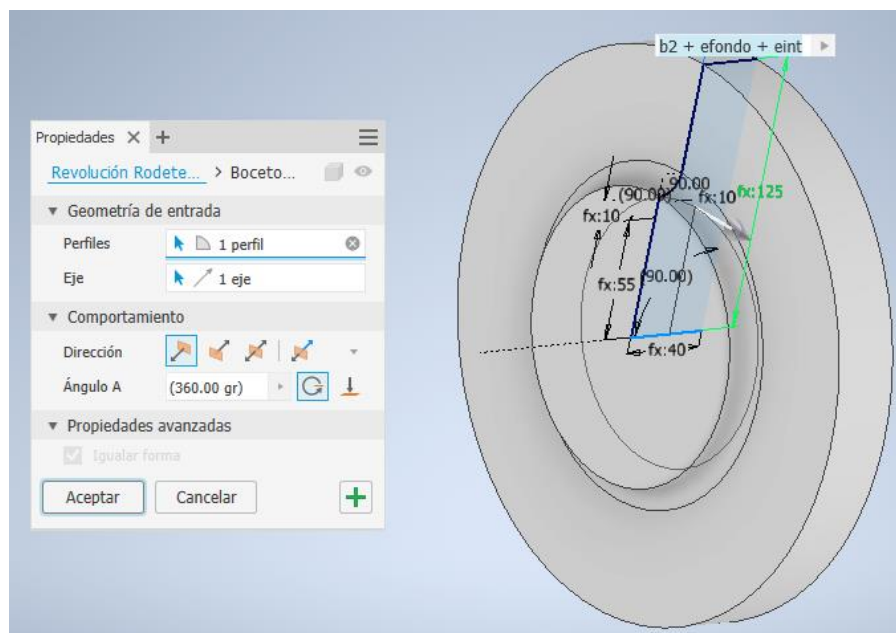 b2 + efondo + eint
Propiedades
Revolución Rodete... > Boceto...
Geometría de entrada
Perfiles 1 perfil
Eje 1 eje
Comportamiento
Dirección
Ángulo A (360.00 gr)
Propiedades avanzadas
Igualar forma
Aceptar Cancelar
90.00
(90.00)
fx:10
fx:125
fx:10
fx:55
(90.00)
fx:40